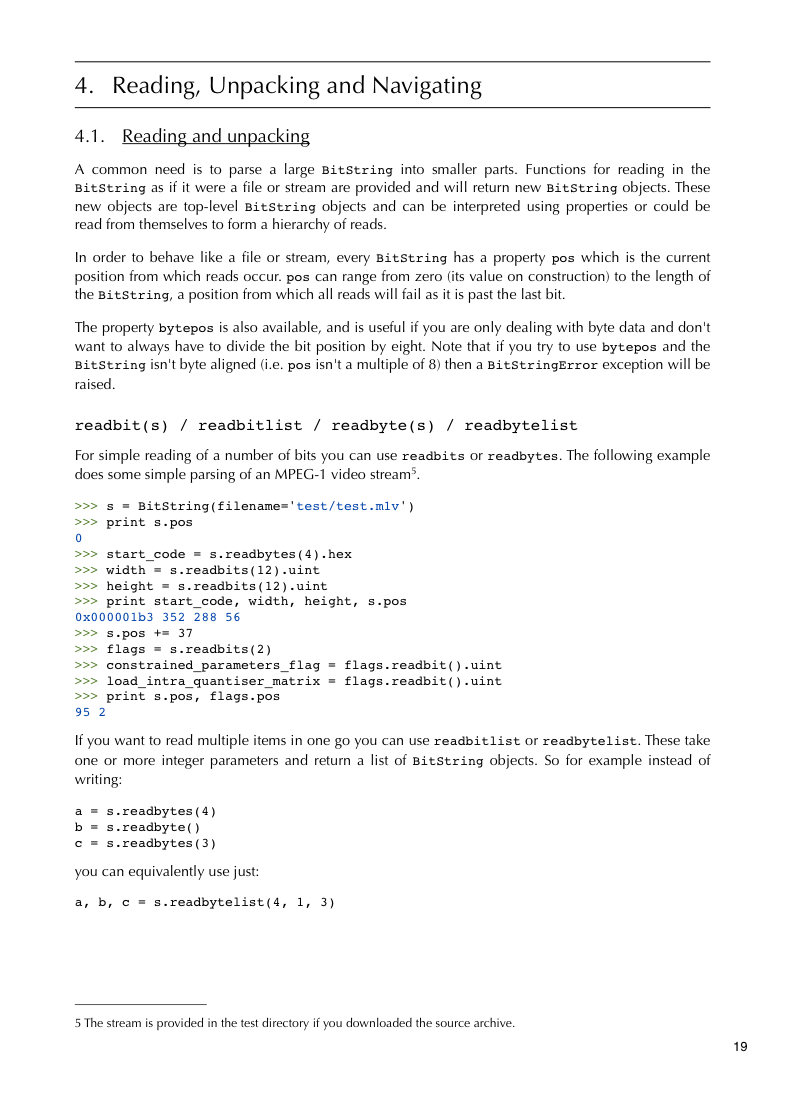 4. Reading, Unpacking and Navigating
4.1. Reading and unpacking
A common need is to parse a large BitString into smaller parts. Functions for reading in the
BitString as if it were a file or stream are provided and will return new BitString objects. These
new objects are top-level BitString objects and can be interpreted using properties or could be
read from themselves to form a hierarchy of reads.
In order to behave like a file or stream, every BitString has a property pos which is the current
position from which reads occur. pos can range from zero (its value on construction) to the length of
the BitString, a position from which all reads will fail as it is past the last bit.
The property bytepos is also available, and is useful if you are only dealing with byte data and don't
want to always have to divide the bit position by eight. Note that if you try to use bytepos and the
BitString isn't byte aligned (i.e. pos isn't a multiple of 8) then a BitStringError exception will be
raised.
readbit(s) / readbitlist / readbyte(s) / readbytelist
For simple reading of a number of bits you can use readbits or readbytes. The following example
does some simple parsing of an MPEG-1 video stream5.
>>> s = BitString(filename='test/test.m1v')
>>> print s.pos
0
>>> start_code = s.readbytes(4).hex
>>> width = s.readbits(12).uint
>>> height = s.readbits(12).uint
>>> print start_code, width, height, s.pos
0x000001b3 352 288 56
>>> s.pos += 37
>>> flags = s.readbits(2)
>>> constrained_parameters_flag = flags.readbit().uint
>>> load_intra_quantiser_matrix = flags.readbit().uint
>>> print s.pos, flags.pos
95 2
If you want to read multiple items in one go you can use readbitlist or readbytelist. These take
one or more integer parameters and return a list of BitString objects. So for example instead of
writing:
a = s.readbytes(4)
b = s.readbyte()
c = s.readbytes(3)
you can equivalently use just:
a, b, c = s.readbytelist(4, 1, 3)
5 The stream is provided in the test directory if you downloaded the source archive.
19